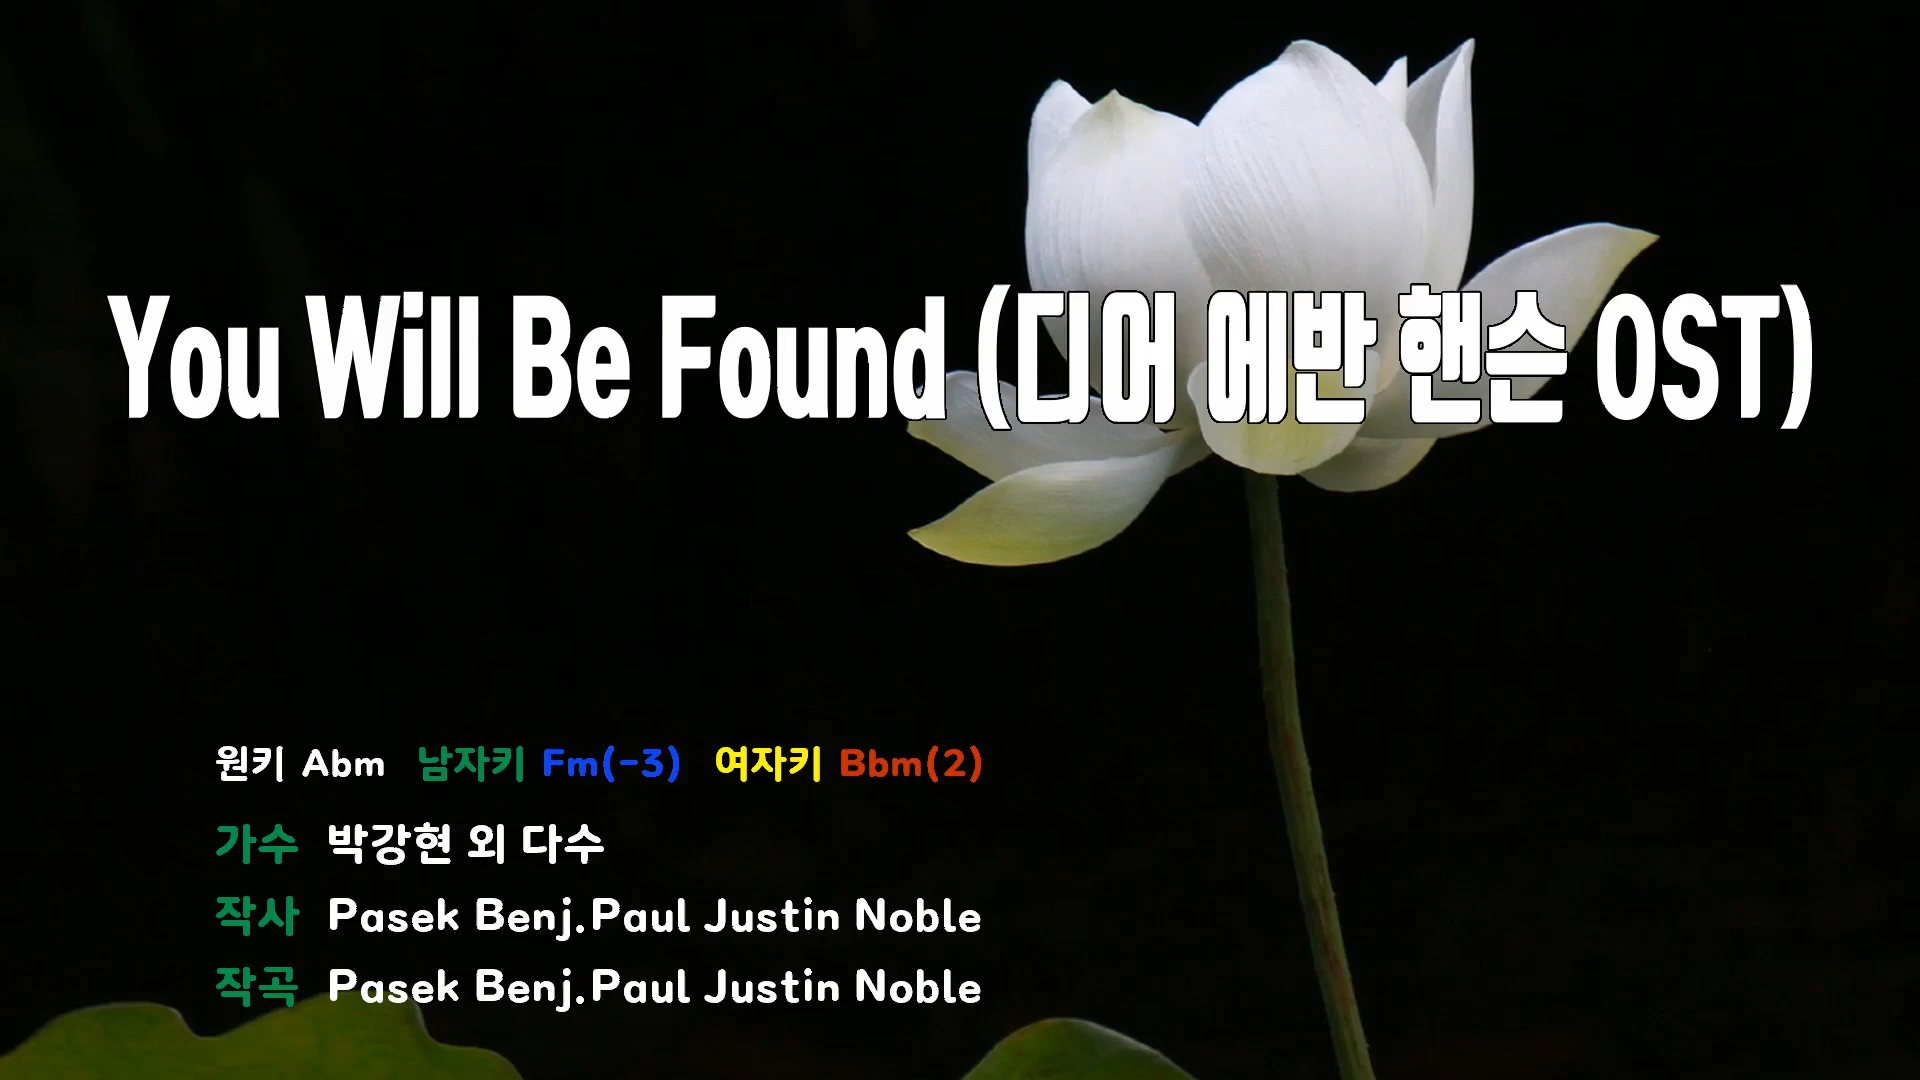 You Will Be Found (디어 에반 핸슨 OST)
원키 Abm 남자키 Fm(-3) 여자키 Bbm(2)
가수 박강현 외 다수
작사 Pasek Benj.Paul Justin Noble
작곡 Pasek Benj.Paul Justin Noble